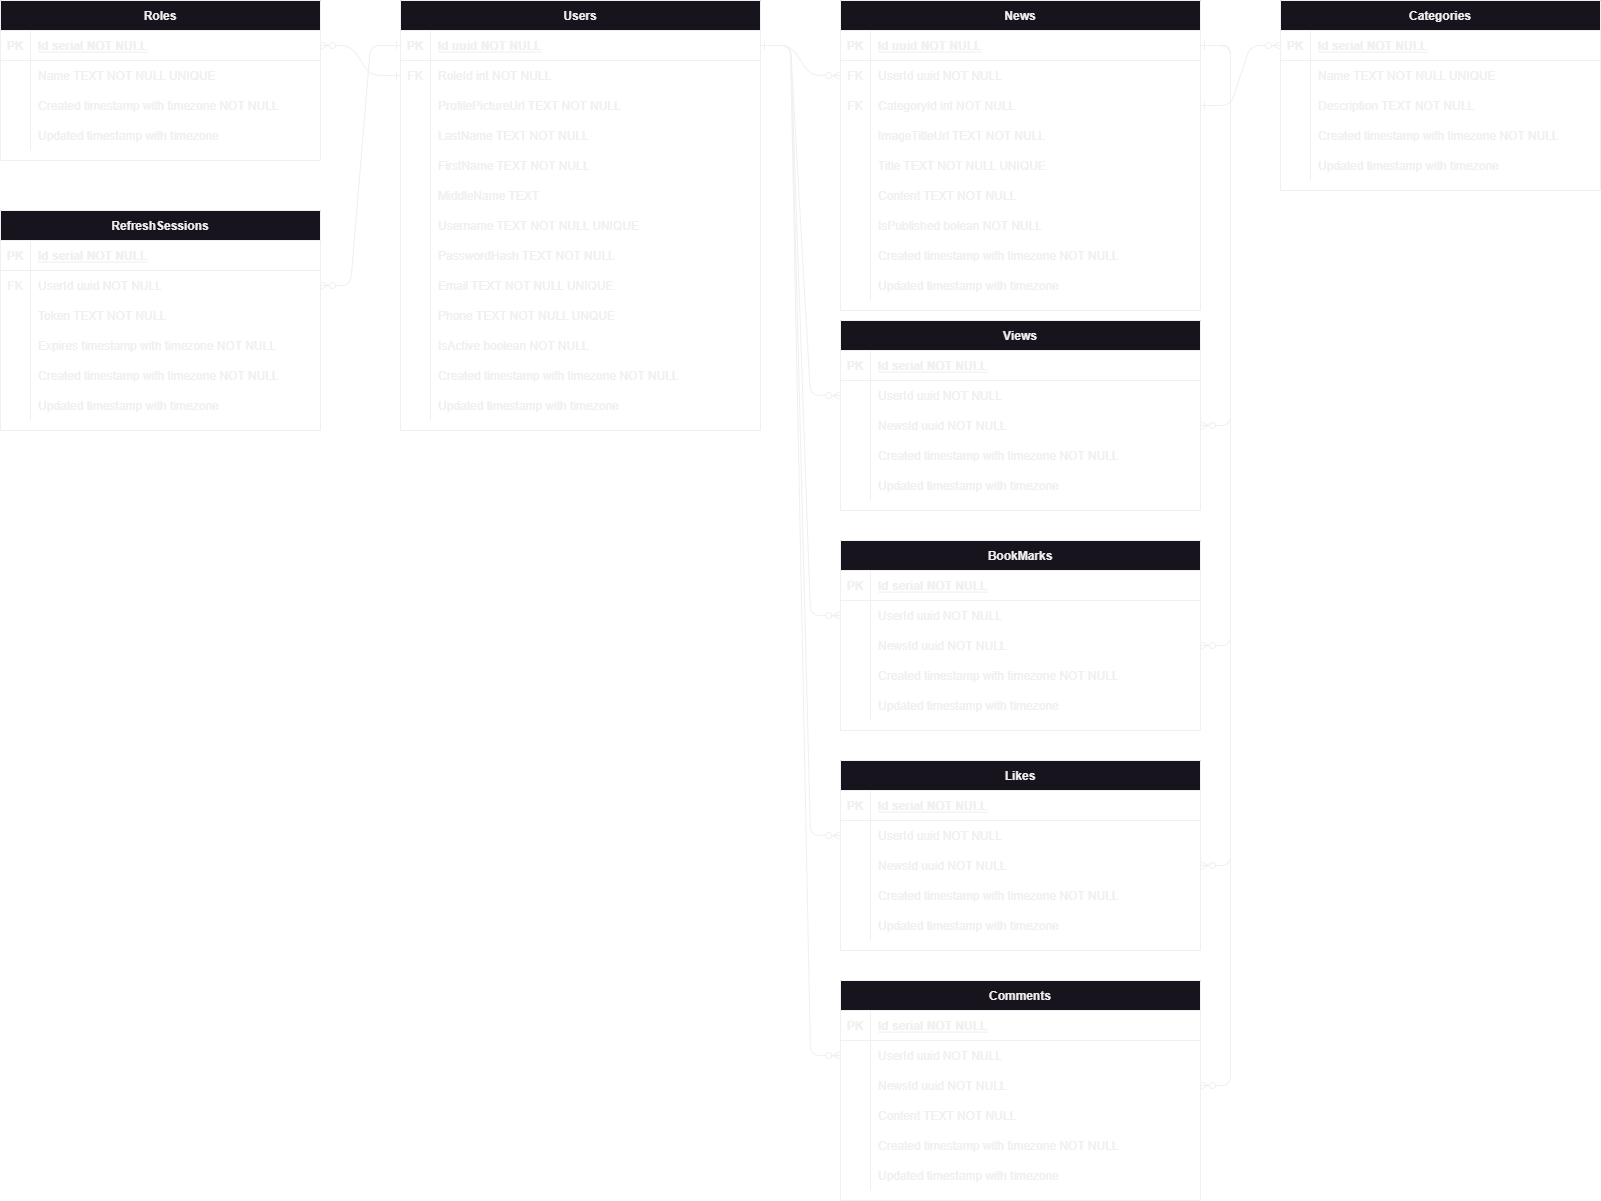 Roles
PK Id serial NOT NULL
Name TEXT NOT NULL UNIQUE
Created timestamp with timezone NOT NULL
Updated timestamp with timezone
RefreshSessions
PK Id serial NOT NULL
FK UserId uuid NOT NULL
Token TEXT NOT NULL
Expires timestamp with timezone NOT NULL
Created timestamp with timezone NOT NULL
Updated timestamp with timezone
Users
PK Id uuid NOT NULL
FK RoleId int NOT NULL
ProfilePictureUrl TEXT NOT NULL
LastName TEXT NOT NULL
FirstName TEXT NOT NULL
MiddleName TEXT
Username TEXT NOT NULL UNIQUE
PasswordHash TEXT NOT NULL
Email TEXT NOT NULL UNIQUE
Phone TEXT NOT NULL UNQUE
IsActive boolean NOT NULL
Created timestamp with timezone NOT NULL
Updated timestamp with timezone
News
PK Id uuid NOT NULL
FK UserId uuid NOT NULL
FK CategoryId int NOT NULL
ImageTitleUrl TEXT NOT NULL
Title TEXT NOT NULL UNIQUE
Content TEXT NOT NULL
IsPublished bolean NOT NULL
Created timestamp with timezone NOT NULL
Updated timestamp with timezone
Views
PK Id serial NOT NULL
UserId uuid NOT NULL
NewsId uuid NOT NULL
Created timestamp with timezone NOT NULL
Updated timestamp with timezone
BookMarks
PK Id serial NOT NULL
UserId uuid NOT NULL
NewsId uuid NOT NULL
Created timestamp with timezone NOT NULL
Updated timestamp with timezone
Likes
PK Id serial NOT NULL
UserId uuid NOT NULL
NewsId uuid NOT NULL
Created timestamp with timezone NOT NULL
Updated timestamp with timezone
Comments
PK Id serial NOT NULL
UserId uuid NOT NULL
NewsId uuid NOT NULL
Content TEXT NOT NULL
Created timestamp with timezone NOT NULL
Updated timestamp with timezone
Categories
PK Id serial NOT NULL
Name TEXT NOT NULL UNIQUE
Description TEXT NOT NULL
Created timestamp with timezone NOT NULL
Updated timestamp with timezone